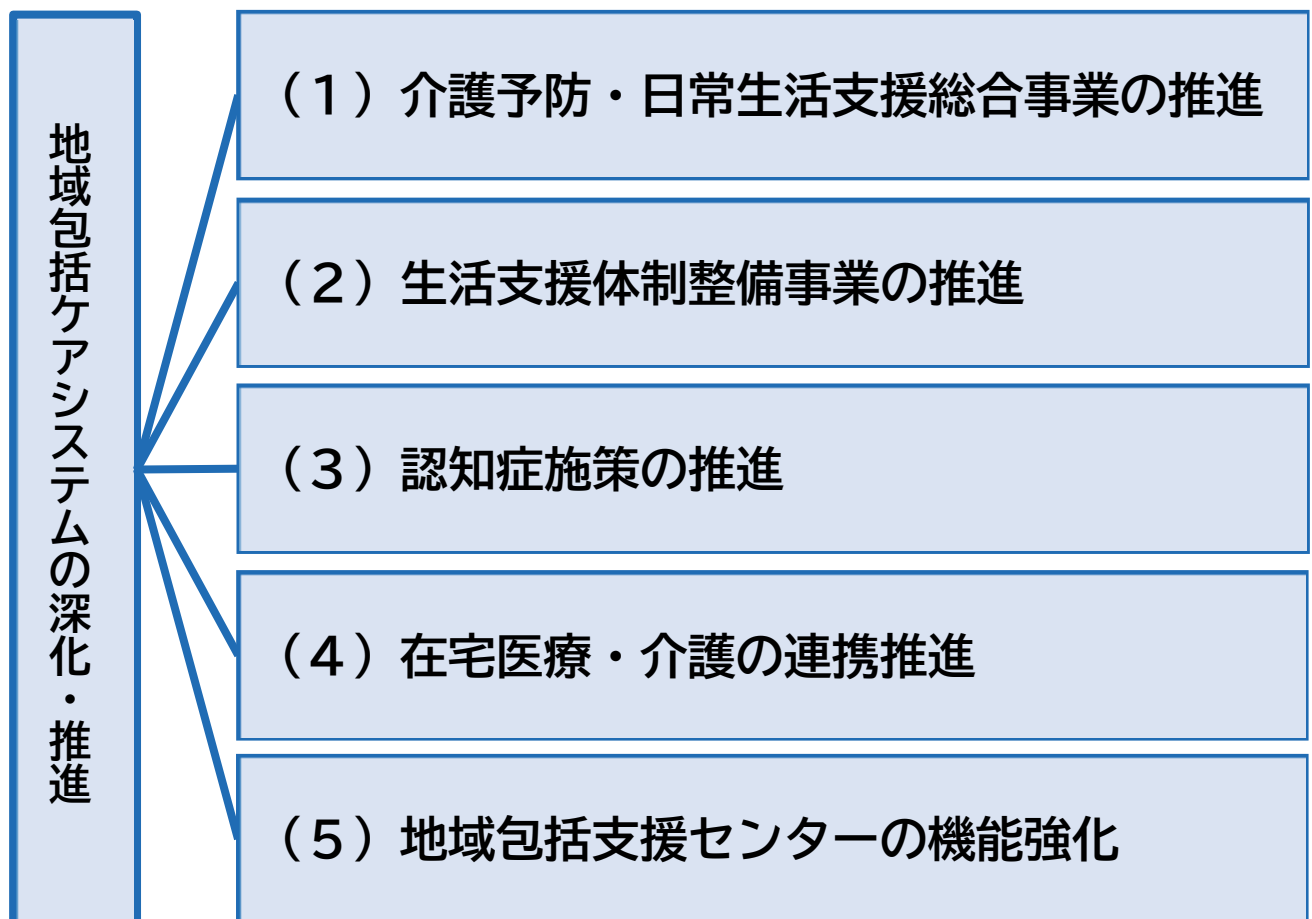 地域包括ケアシステムの深化・推進
（1）介護予防・日常生活支援総合事業の推進
（2）生活支援体制整備事業の推進
（3）認知症施策の推進
（4）在宅医療・介護の連携推進
（5）地域包括支援センターの機能強化